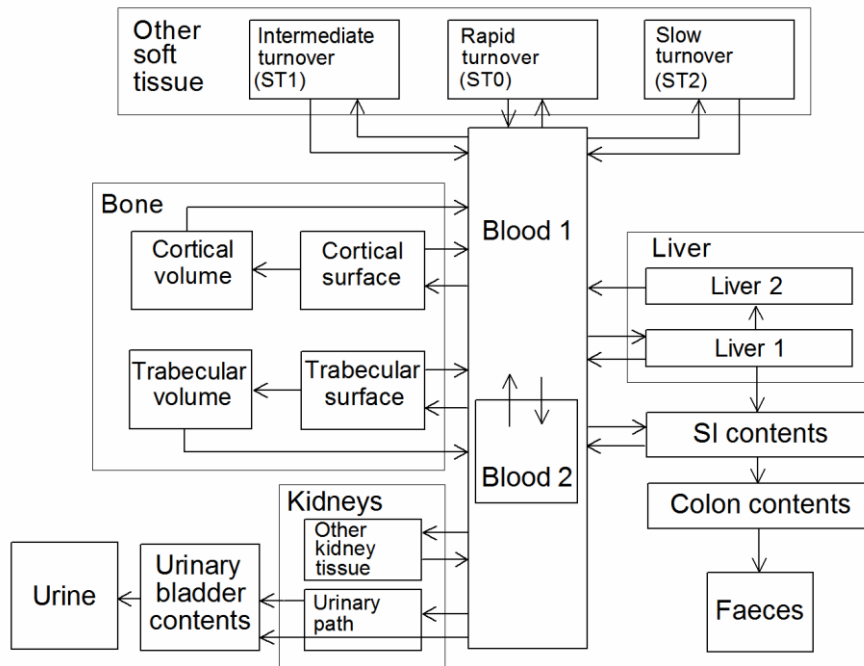 Other
soft
tissue
Intermediate
turnover
(ST1)
Rapid
turnover
(ST0)
Slow
turnover
(ST2)
Bone
Cortical
volume
Cortical
surface
Trabecular
volume
Trabecular
surface
Blood 1
Blood 2
Liver
Liver 2
Liver 1
SI contents
Colon contents
Faeces
Kidneys
Other
kidney
tissue
Urinary
path
Urinary
bladder
contents
Urine